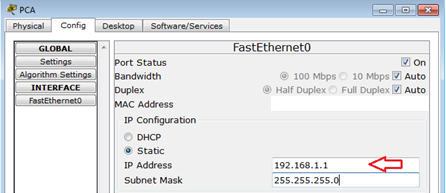 PCA
Physical Config Desktop Software/Services
GLOBAL
Settings
Algorithm Settings
INTERFACE
FastEthernet0
FastEthernet0
Port Status On
Bandwidth 100 Mbps 10 Mbps Auto
Duplex Half Duplex Full Duplex Auto
MAC Address
IP Configuration
DHCP
Static
IP Address 192.168.1.1
Subnet Mask 255.255.255.0